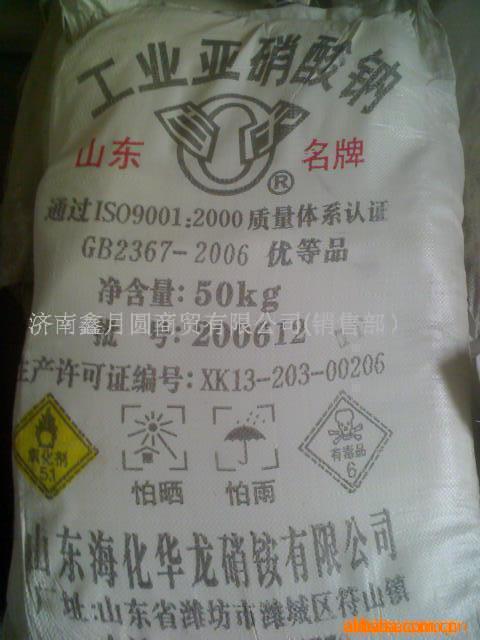 工业亚硝酸钠
山东 名牌
®
通过ISO9001:2000质量体系认证
GB2367-2006 优等品
净含量:50kg
济南鑫月圆商贸有限公司(销售部)
批 号:200612
生产许可证编号:XK13-203-00206
氧化剂
5.1
怕晒
怕雨
有毒品
6
山东海化华龙硝铵有限公司
厂址:山东省潍坊市潍城区符山镇
alibaba.com.cn